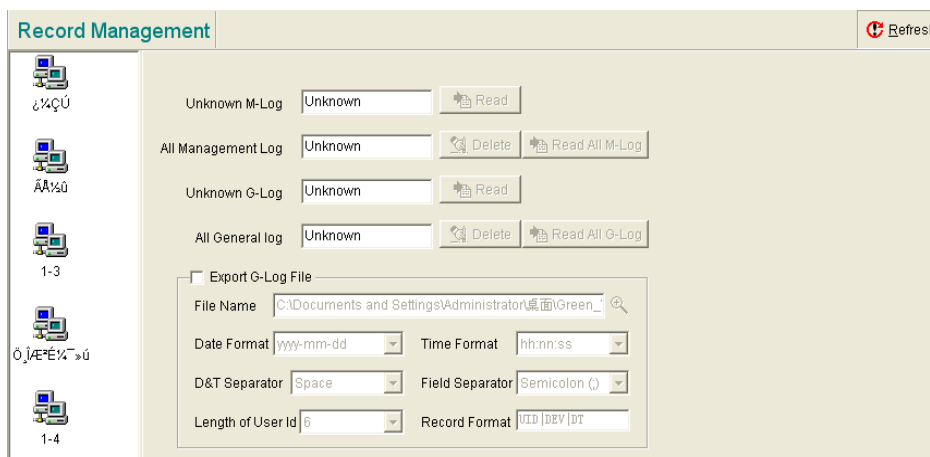 Record Management
Refres
¿¼ÇÚ
ÃÅ½û
1-3
Ö¸ÎÆ²É¼¯»ú
1-4
Unknown M-Log Unknown Read
All Management Log Unknown Delete Read All M-Log
Unknown G-Log Unknown Read
All General log Unknown Delete Read All G-Log
Export G-Log File
File Name C:\Documents and Settings\Administrator\桌面\Green_
Date Format yyyy-mm-dd Time Format hh:nn:ss
D&T Separator Space Field Separator Semicolon (;)
Length of User Id 6 Record Format UID|DEV|DT